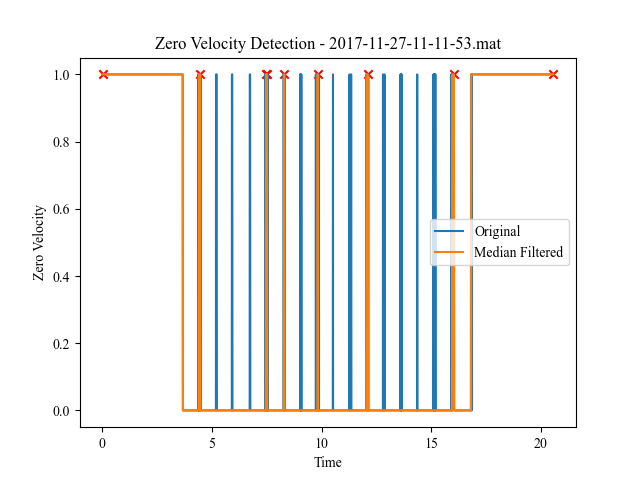 Zero Velocity Detection - 2017-11-27-11-11-53.mat
1.0
0.8
0.6
0.4
0.2
0.0
Zero Velocity
Original
Median Filtered
0
5
10
15
20
Time